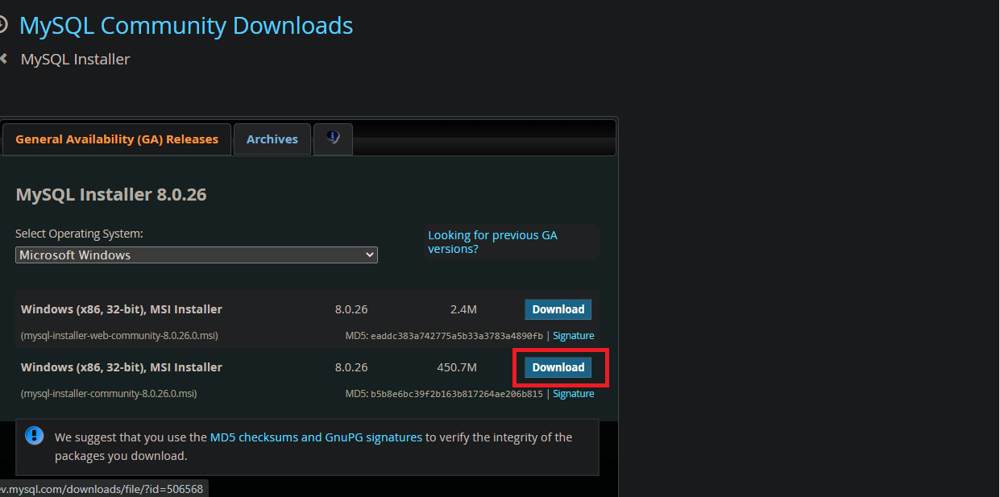 MySQL Community Downloads
MySQL Installer
General Availability (GA) Releases
Archives
MySQL Installer 8.0.26
Select Operating System:
Microsoft Windows
Looking for previous GA
versions?
Windows (x86, 32-bit), MSI Installer 8.0.26 2.4M Download
(mysql-installer-web-community-8.0.26.0.msi) MD5: eaddc383a742775a5b33a3783a4890fb | Signature
Windows (x86, 32-bit), MSI Installer 8.0.26 450.7M Download
(mysql-installer-community-8.0.26.0.msi) MD5: b5b8e6bc39f2b163b817264ae206b815 | Signature
We suggest that you use the MD5 checksums and GnuPG signatures to verify the integrity of the
packages you download.
ev.mysql.com/downloads/file/?id=506568